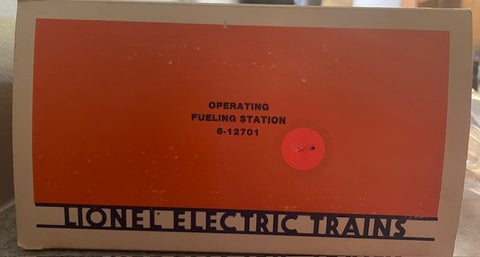 OPERATING
FUELING STATION
6-12701
LIONEL ELECTRIC TRAINS